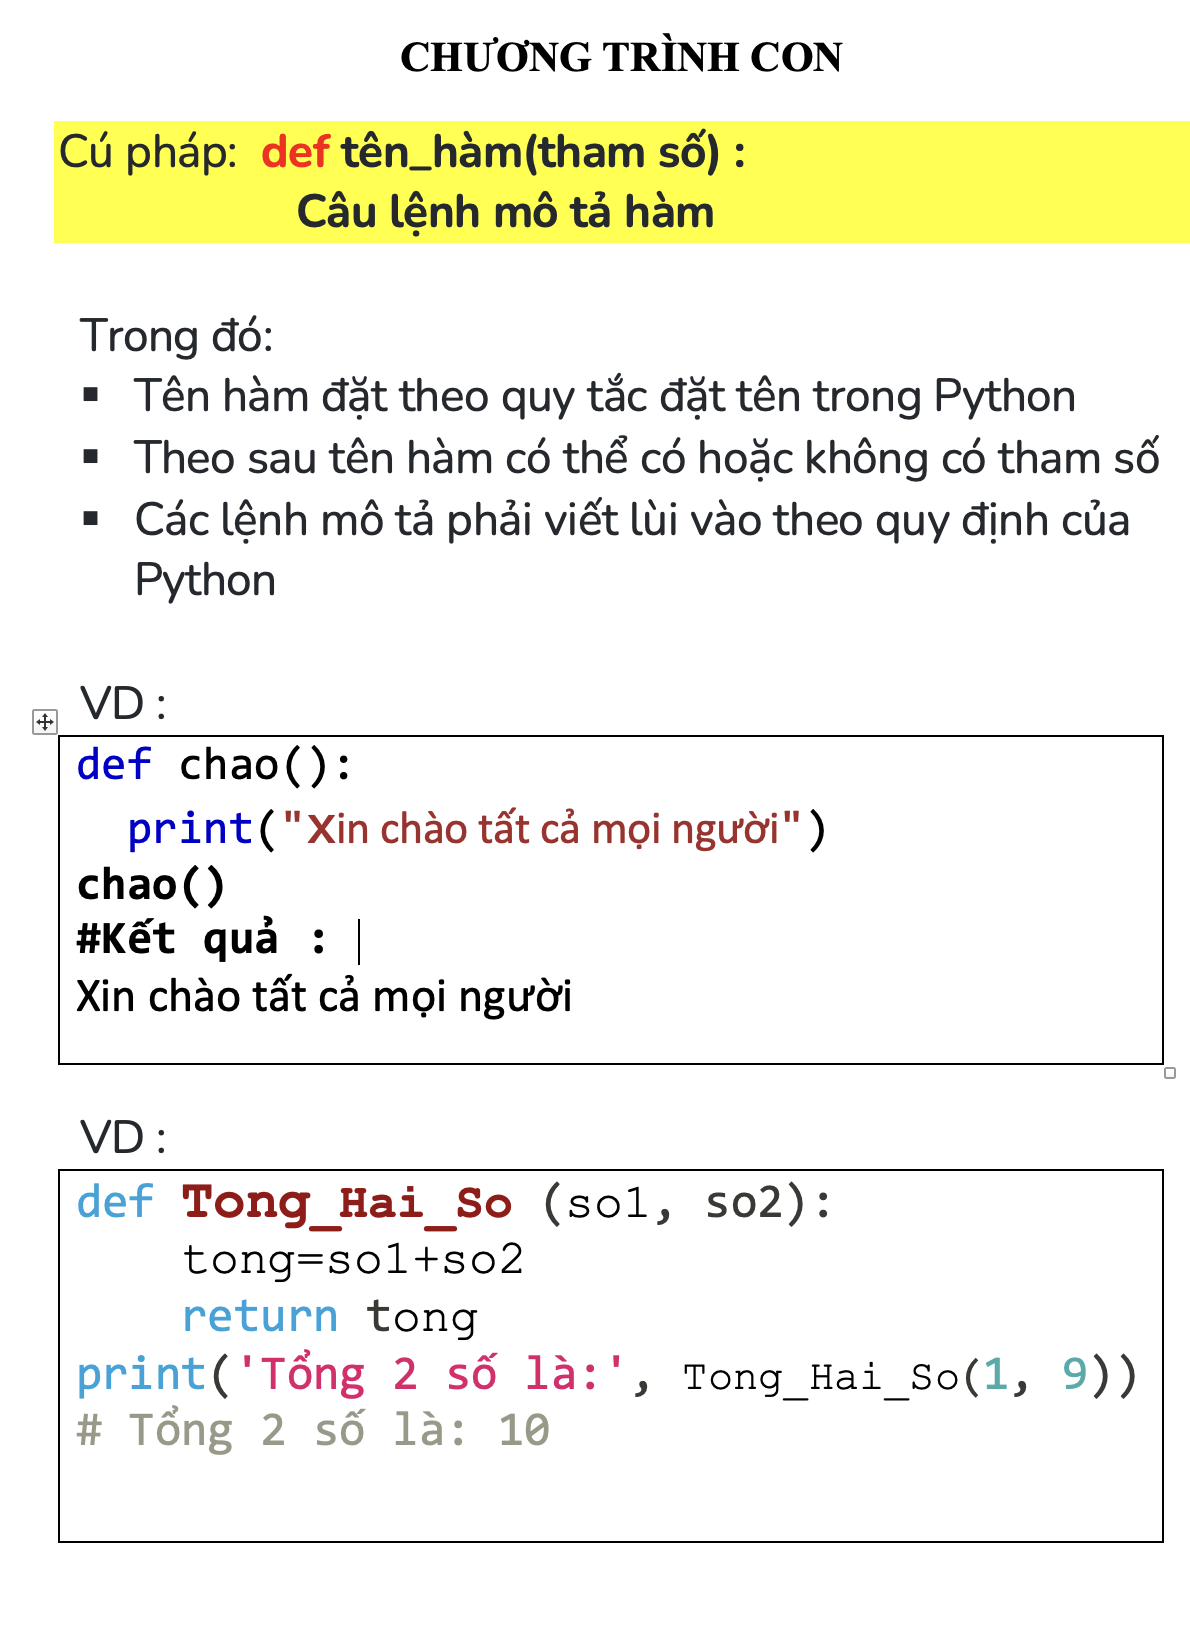 CHƯƠNG TRÌNH CON
Cú pháp: def tên_hàm(tham số) :
Câu lệnh mô tả hàm
Trong đó:
▪ Tên hàm đặt theo quy tắc đặt tên trong Python
▪ Theo sau tên hàm có thể có hoặc không có tham số
▪ Các lệnh mô tả phải viết lùi vào theo quy định của
Python
VD :
def chao():
print("Xin chào tất cả mọi người")
chao()
#Kết quả :
Xin chào tất cả mọi người
VD :
def Tong_Hai_So (so1, so2):
tong=so1+so2
return tong
print('Tổng 2 số là:', Tong_Hai_So(1, 9))
# Tổng 2 số là: 10